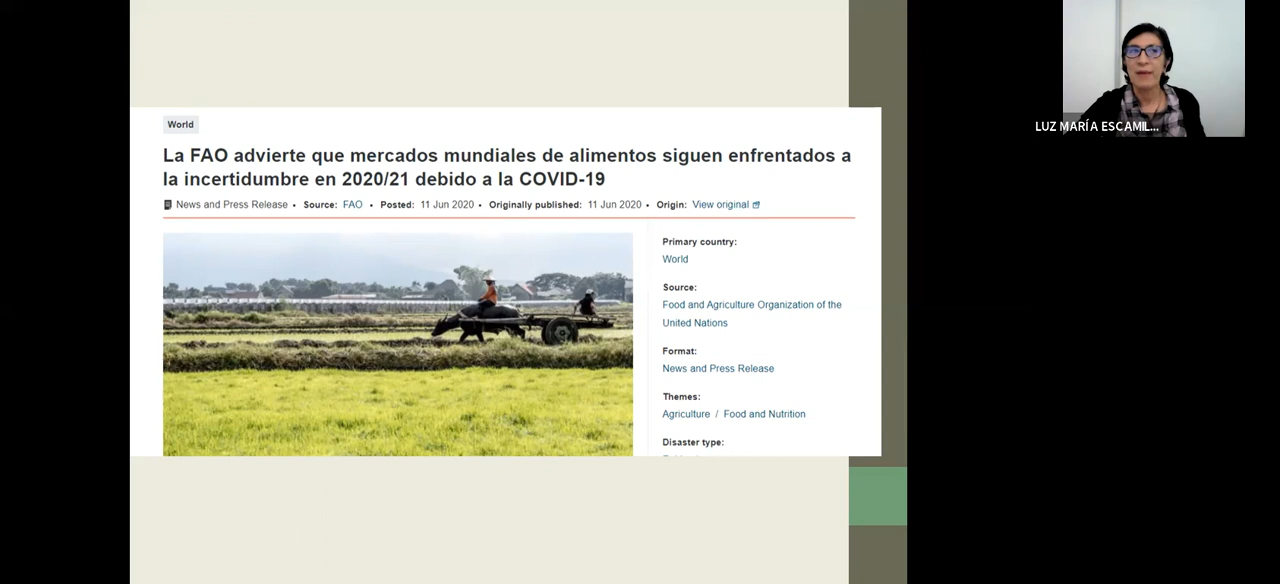 World
La FAO advierte que mercados mundiales de alimentos siguen enfrentados a
la incertidumbre en 2020/21 debido a la COVID-19
News and Press Release • Source: FAO • Posted: 11 Jun 2020 • Originally published: 11 Jun 2020 • Origin: View original
Primary country:
World
Source:
Food and Agriculture Organization of the
United Nations
Format:
News and Press Release
Themes:
Agriculture / Food and Nutrition
Disaster type:
LUZ MARÍA ESCAMIL...